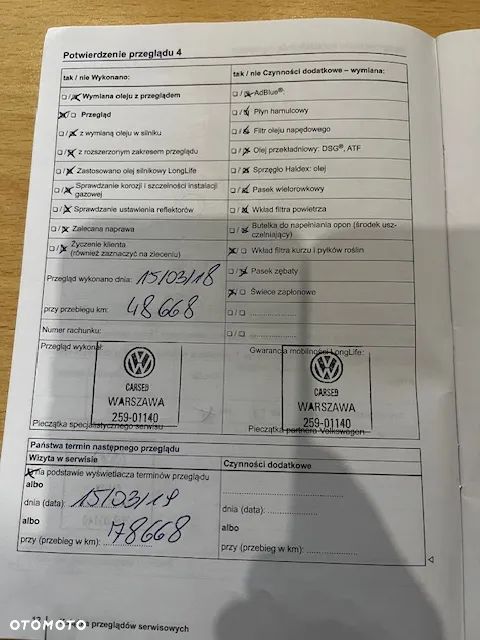 Potwierdzenie przeglądu 4
tak / nie Wykonano:
Wymiana oleju z przeglądem
Przegląd
z wymianą oleju w silniku
z rozszerzonym zakresem przeglądu
Zastosowano olej silnikowy LongLife
Sprawdzanie korozji i szczelności instalacji
gazowej
Sprawdzanie ustawienia reflektorów
Zalecana naprawa
Życzenie klienta
(również zaznaczyć na zleceniu)
Przegląd wykonano dnia: 15/03/18
przy przebiegu km: 48668
Numer rachunku:
tak / nie Czynności dodatkowe – wymiana:
AdBlue®:
Płyn hamulcowy
Filtr oleju napędowego
Olej przekładniowy: DSG®, ATF
Sprzęgło Haldex: olej
Pasek wielorowkowy
Wkład filtra powietrza
Butelka do napełniania opon (środek usz-
czelniający)
Wkład filtra kurzu i pyłków roślin
Pasek zębaty
Świece zapłonowe
Przegląd wykonał:
CARSED
WARSZAWA
259-01140
Pieczątka specjalistycznego serwisu
Gwarancja mobilności LongLife:
CARSED
WARSZAWA
259-01140
Pieczątka partnera Volkswagen
Państwa termin następnego przeglądu
Wizyta w serwisie
na podstawie wyświetlacza terminów przeglądu
albo
dnia (data): 15/03/19
albo
przy (przebieg w km): 78668
Czynności dodatkowe
dnia (data):
albo
przy (przebieg w km):
przeglądów serwisowych
OTOMOTO